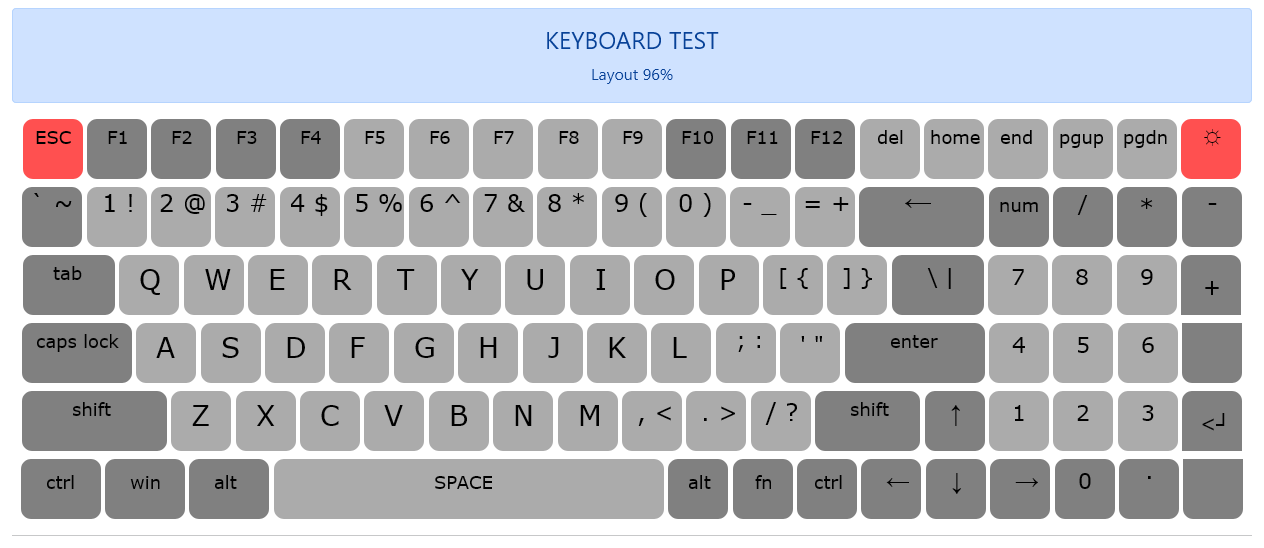 KEYBOARD TEST
Layout 96%
ESC F1 F2 F3 F4 F5 F6 F7 F8 F9 F10 F11 F12 del home end pgup pgdn ☼
` ~ 1 ! 2 @ 3 # 4 $ 5 % 6 ^ 7 & 8 * 9 ( 0 ) - _ = + ← num / * -
tab Q W E R T Y U I O P [ { ] } \ | 7 8 9 +
caps lock A S D F G H J K L ; : ' " enter 4 5 6
shift Z X C V B N M , < . > / ? shift ↑ 1 2 3 <┘
ctrl win alt SPACE alt fn ctrl ← ↓ → 0 .